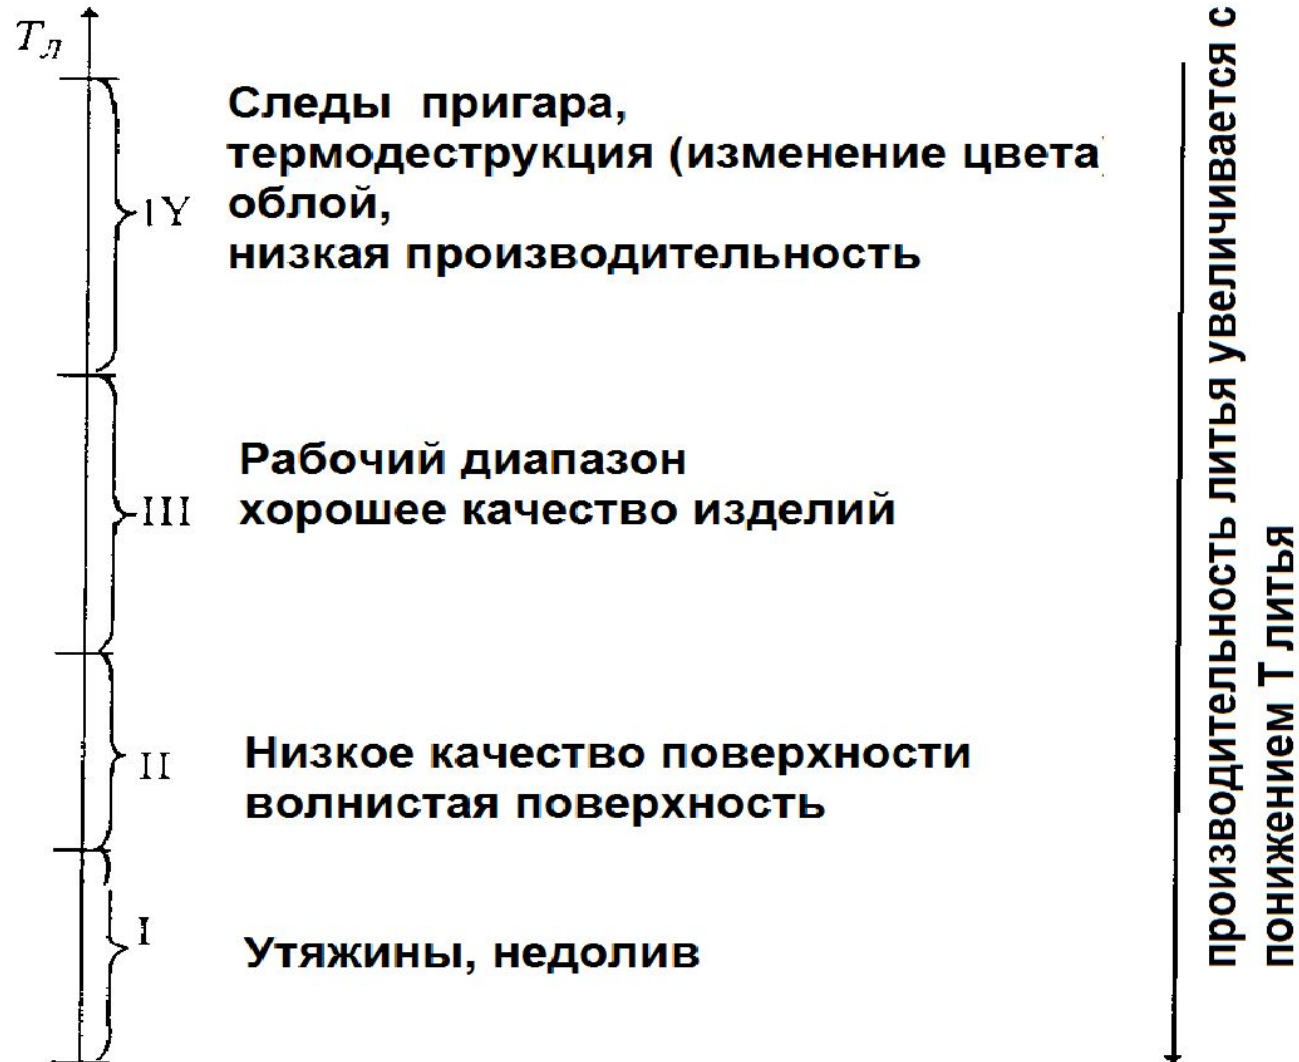 Тл
Следы пригара,
термодеструкция (изменение цвета)
облой,
низкая производительность
IY
Рабочий диапазон
хорошее качество изделий
III
Низкое качество поверхности
волнистая поверхность
II
I
Утяжины, недолив
производительность литья увеличивается с
понижением Т литья